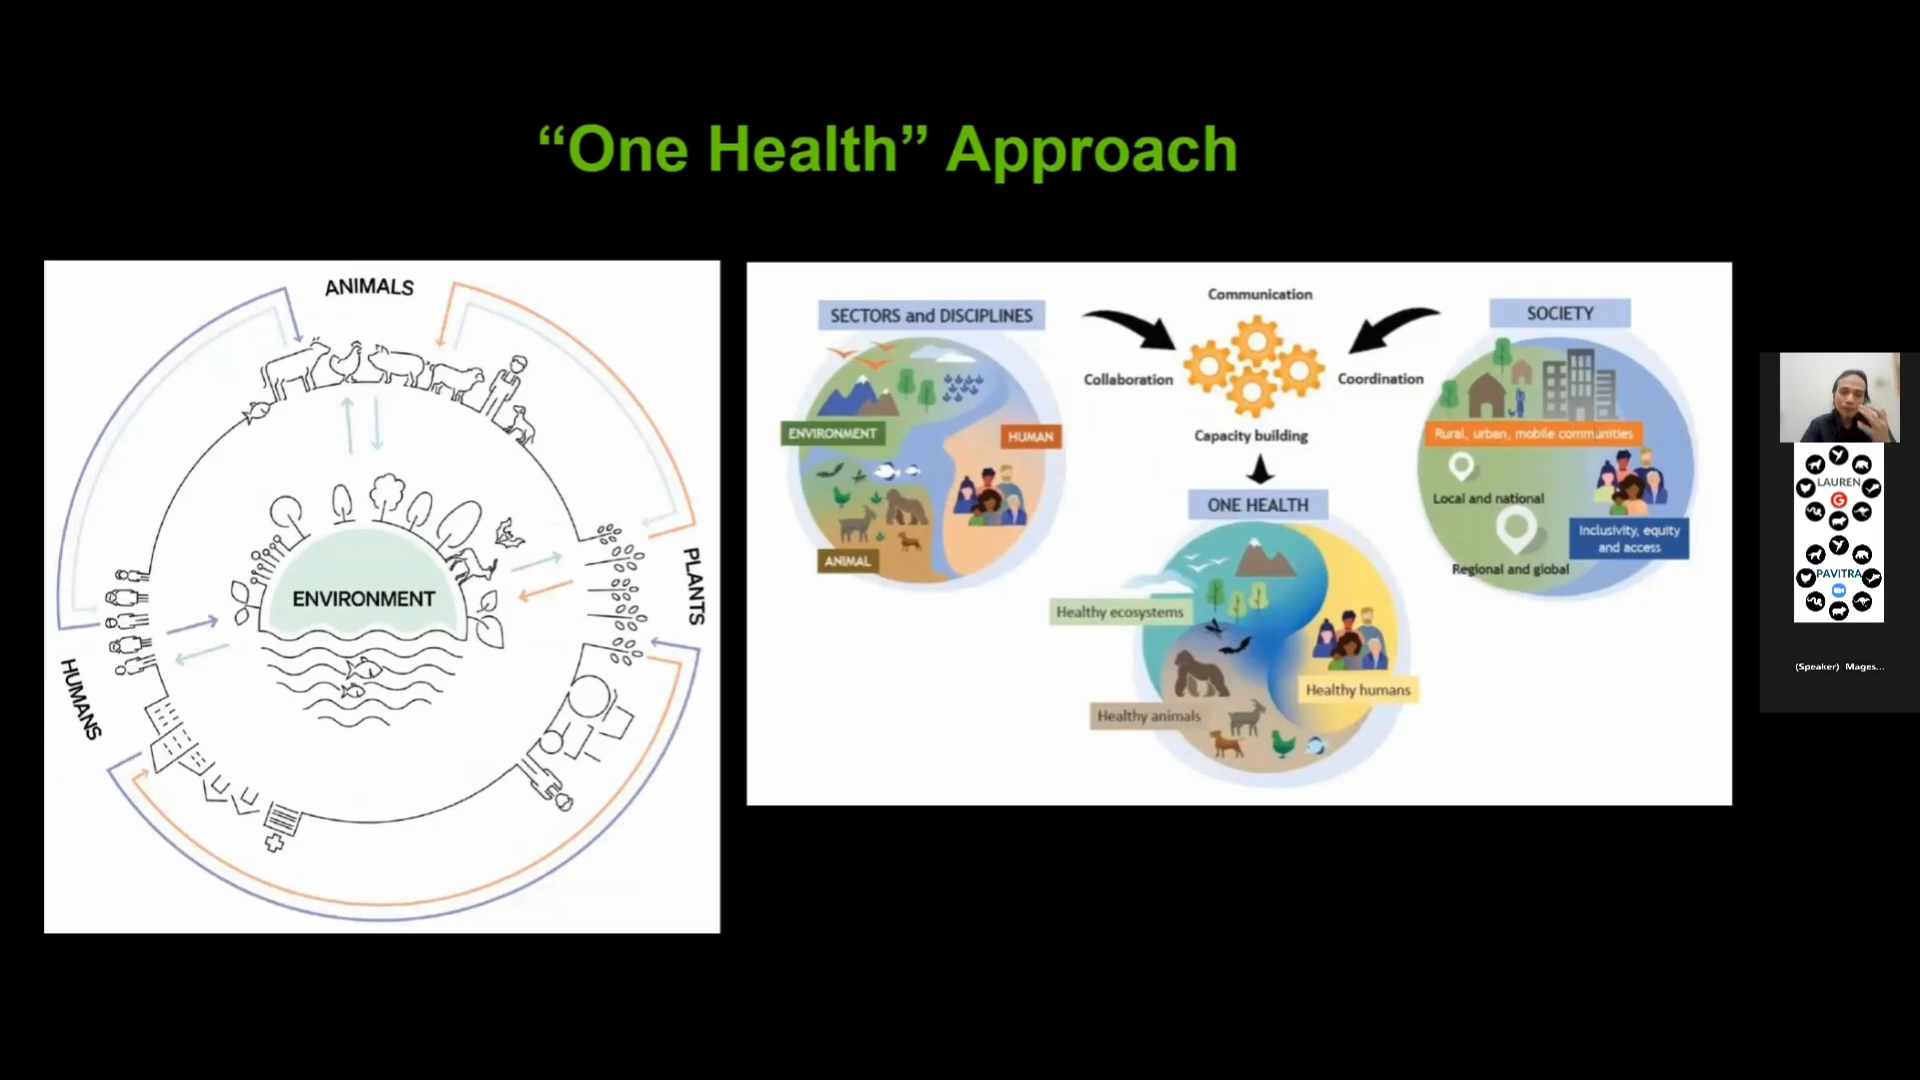 “One Health” Approach
ANIMALS
ENVIRONMENT
PLANTS
HUMANS
SECTORS and DISCIPLINES
ENVIRONMENT
HUMAN
ANIMAL
Communication
Collaboration
Coordination
Capacity building
ONE HEALTH
Healthy ecosystems
Healthy animals
Healthy humans
SOCIETY
Rural, urban, mobile communities
Local and national
Inclusivity, equity
and access
Regional and global
LAUREN
G
PAVITRA
(Speaker) Mages...